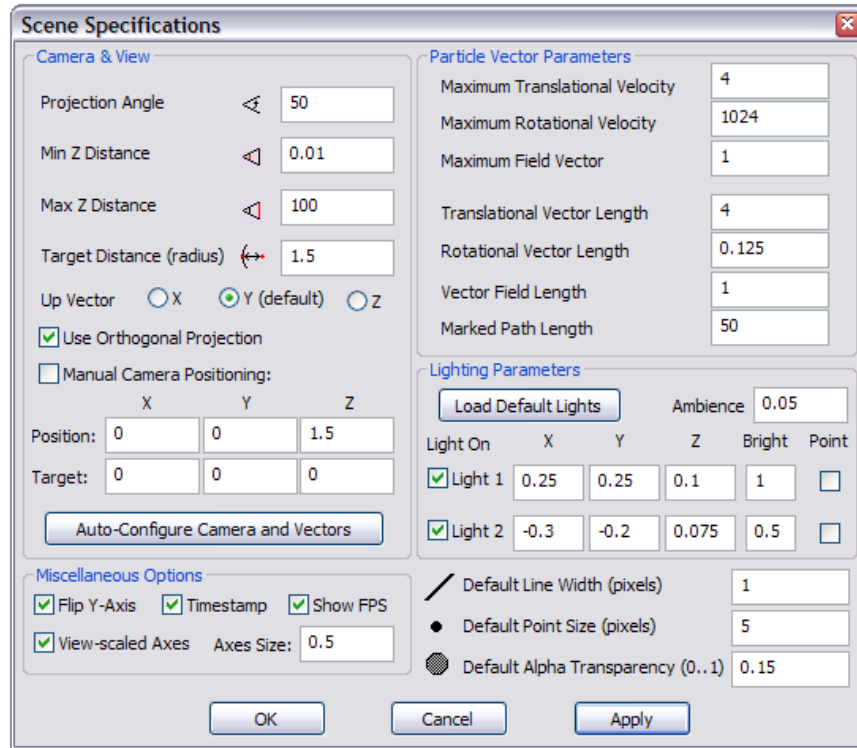 Scene Specifications
Camera & View
Projection Angle 50
Min Z Distance 0.01
Max Z Distance 100
Target Distance (radius) 1.5
Up Vector X Y (default) Z
Use Orthogonal Projection
Manual Camera Positioning:
X Y Z
Position: 0 0 1.5
Target: 0 0 0
Auto-Configure Camera and Vectors
Miscellaneous Options
Flip Y-Axis Timestamp Show FPS
View-scaled Axes Axes Size: 0.5
Particle Vector Parameters
Maximum Translational Velocity 4
Maximum Rotational Velocity 1024
Maximum Field Vector 1
Translational Vector Length 4
Rotational Vector Length 0.125
Vector Field Length 1
Marked Path Length 50
Lighting Parameters
Load Default Lights Ambience 0.05
Light On X Y Z Bright Point
Light 1 0.25 0.25 0.1 1
Light 2 -0.3 -0.2 0.075 0.5
Default Line Width (pixels) 1
Default Point Size (pixels) 5
Default Alpha Transparency (0..1) 0.15
OK Cancel Apply